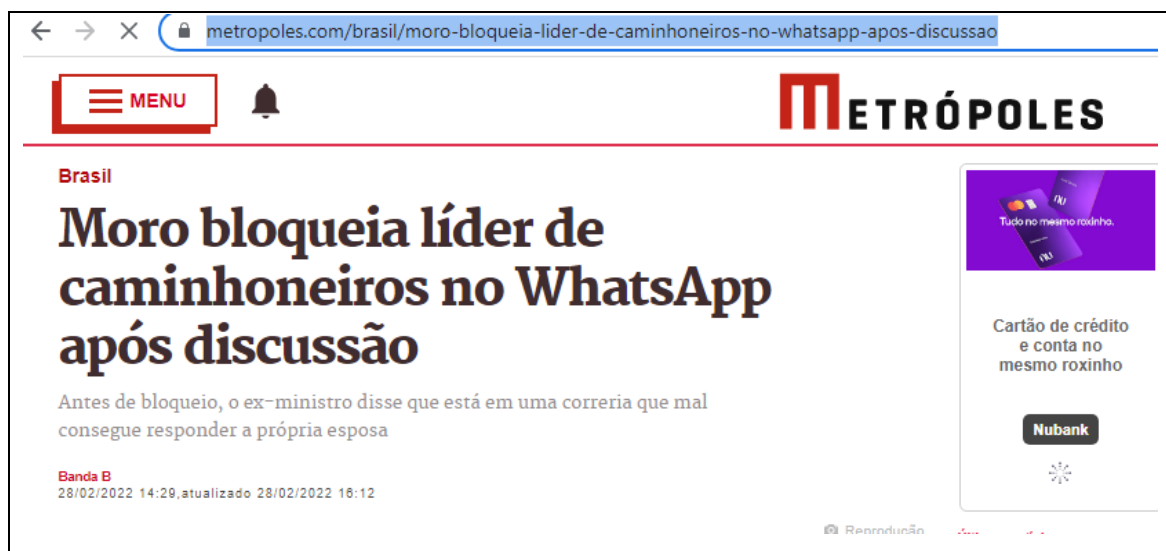 metropoles.com/brasil/moro-bloqueia-lider-de-caminhoneiros-no-whatsapp-apos-discussao
MENU
METRÓPOLES
Brasil
Moro bloqueia líder de
caminhoneiros no WhatsApp
após discussão
Antes de bloqueio, o ex-ministro disse que está em uma correria que mal
consegue responder a própria esposa
Banda B
28/02/2022 14:29,atualizado 28/02/2022 16:12
nu
Tudo no mesmo roxinho.
nu
Cartão de crédito
e conta no
mesmo roxinho
Nubank
Reprodução